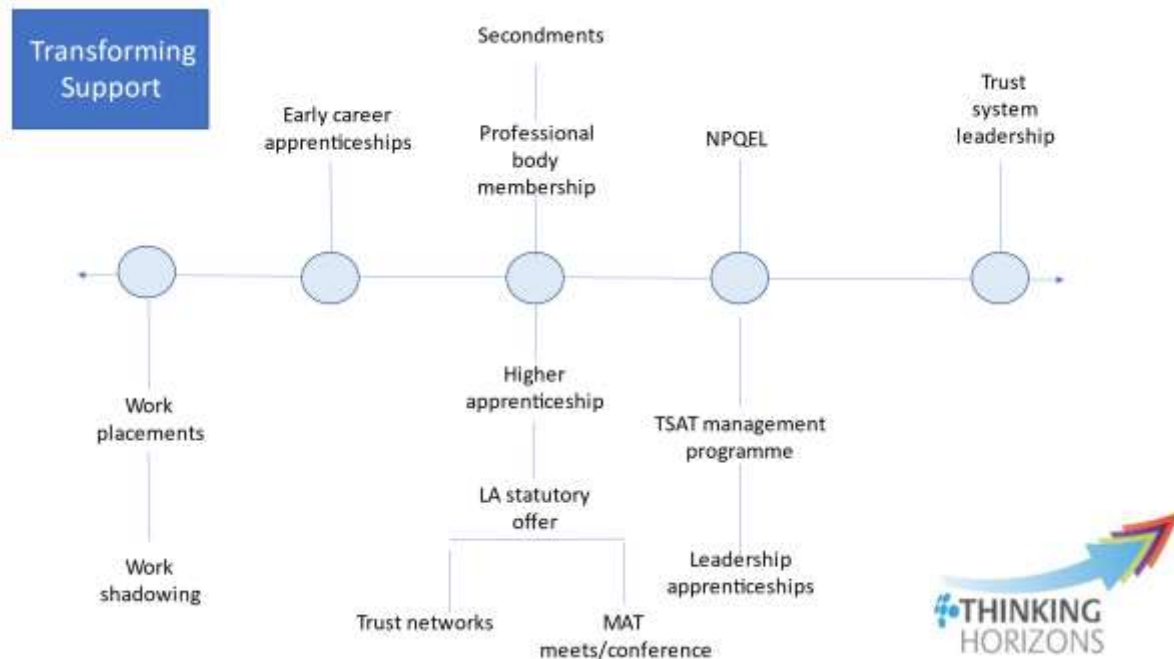 Transforming
Support
Secondments
Early career
apprenticeships
Professional
body
membership
NPQEL
Trust
system
leadership
Work
placements
Work
shadowing
Higher
apprenticeship
LA statutory
offer
Trust networks
MAT
meets/conference
TSAT management
programme
Leadership
apprenticeships
THINKING
HORIZONS